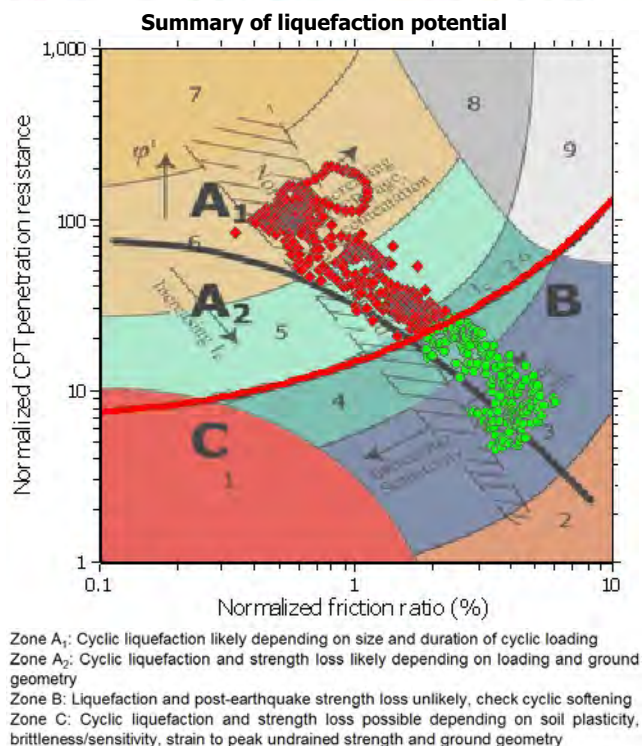 Summary of liquefaction potential
1,000
100
10
1
0.1
1
10
Normalized CPT penetration resistance
Normalized friction ratio (%)
7
8
9
φ'
A1
6
A2
Increasing
5
B
4
C
1
3
Increasing
Sensitivity
2
Zone A1: Cyclic liquefaction likely depending on size and duration of cyclic loading
Zone A2: Cyclic liquefaction and strength loss likely depending on loading and ground
geometry
Zone B: Liquefaction and post-earthquake strength loss unlikely, check cyclic softening
Zone C: Cyclic liquefaction and strength loss possible depending on soil plasticity,
brittleness/sensitivity, strain to peak undrained strength and ground geometry